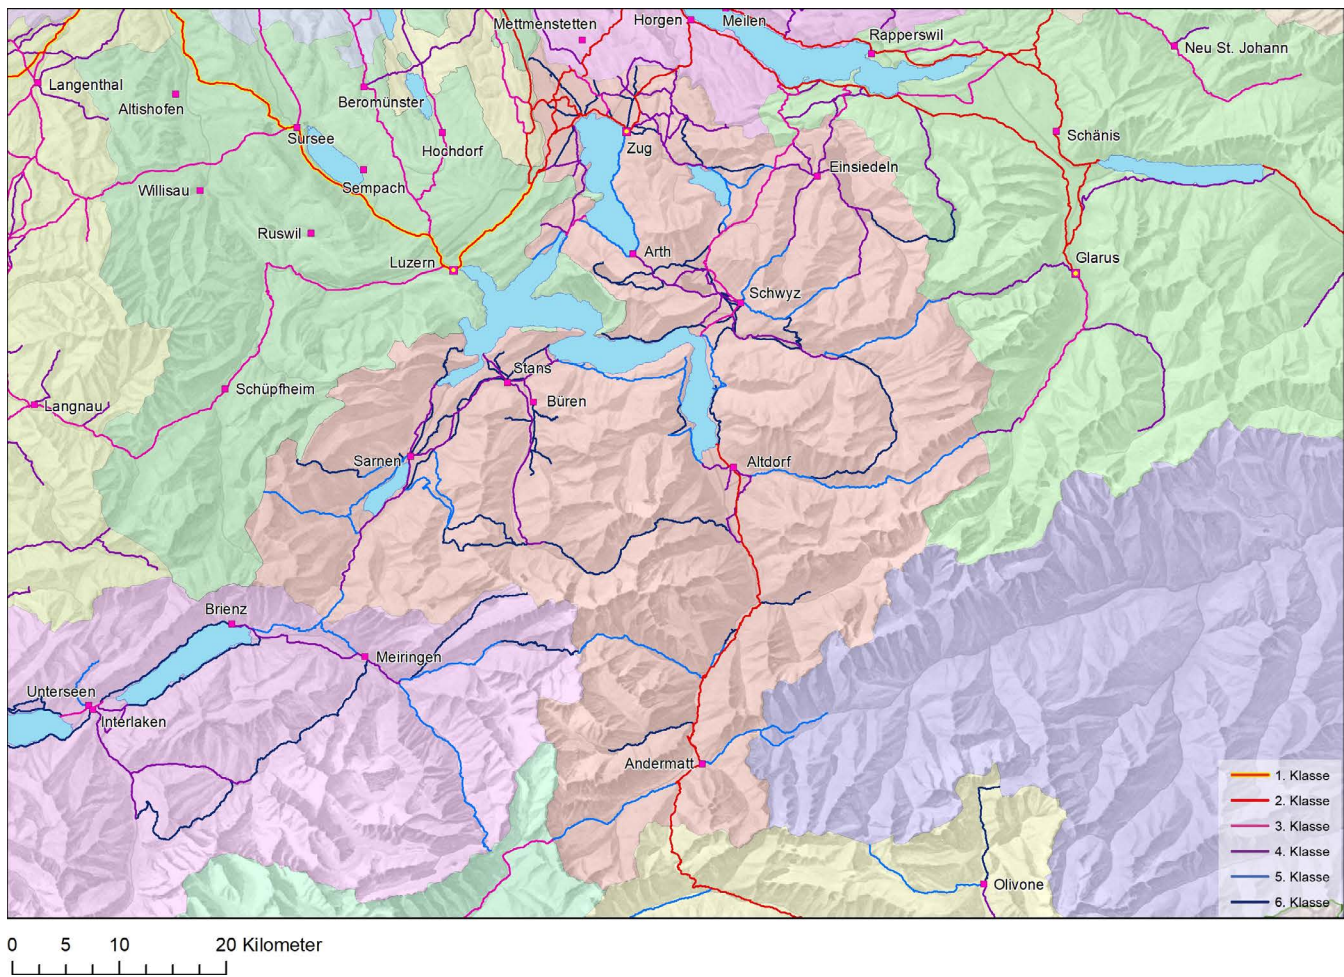 Mettmenstetten
Horgen
Meilen
Rapperswil
Neu St. Johann
Langenthal
Altishofen
Beromünster
Sursee
Hochdorf
Zug
Schänis
Sempach
Einsiedeln
Willisau
Ruswil
Luzern
Arth
Glarus
Schwyz
Stans
Schüpfheim
Langnau
Büren
Sarnen
Altdorf
Brienz
Meiringen
Unterseen
Interlaken
Andermatt
Olivone
1. Klasse
2. Klasse
3. Klasse
4. Klasse
5. Klasse
6. Klasse
0 5 10 20 Kilometer